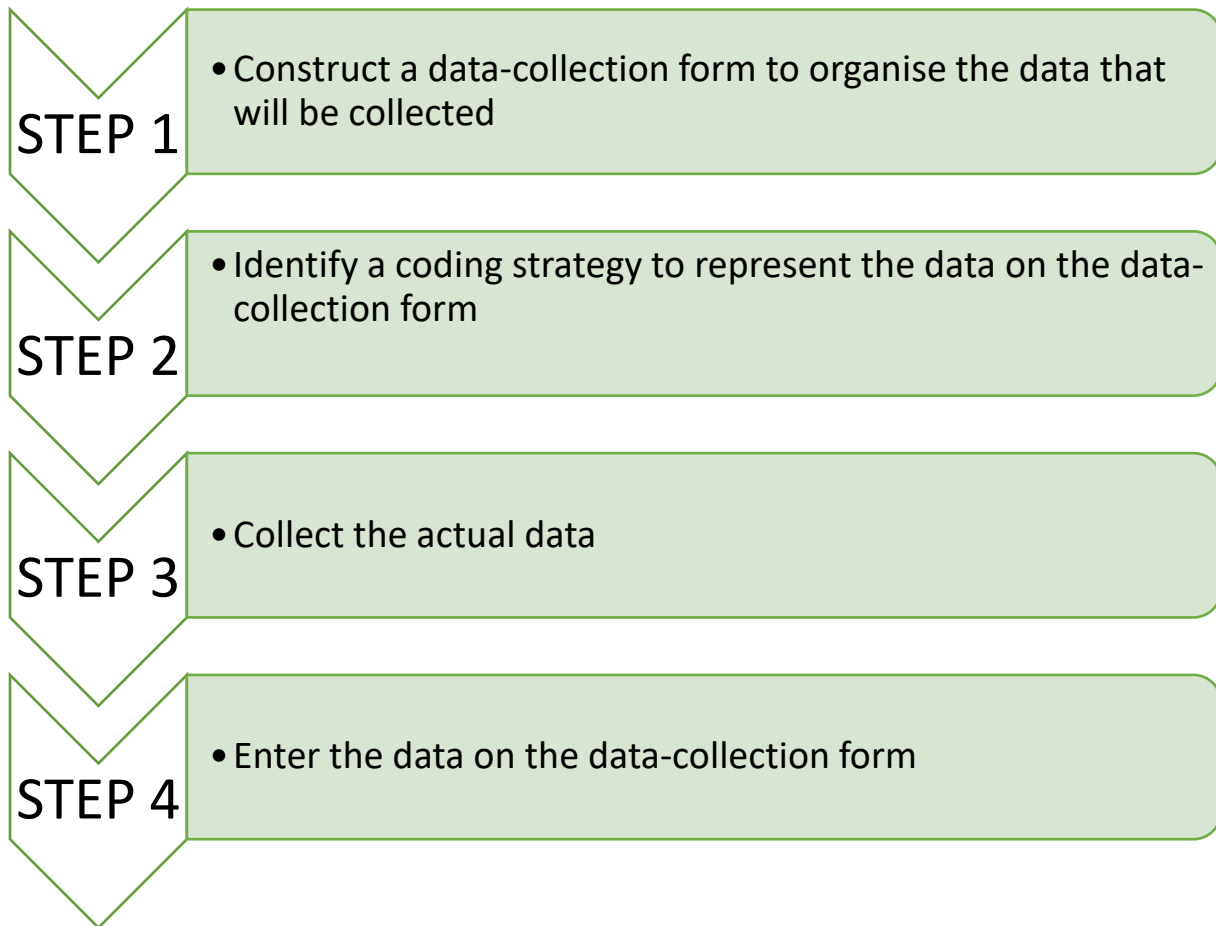 STEP 1
• Construct a data-collection form to organise the data that
will be collected
STEP 2
• Identify a coding strategy to represent the data on the data-
collection form
STEP 3
• Collect the actual data
STEP 4
• Enter the data on the data-collection form